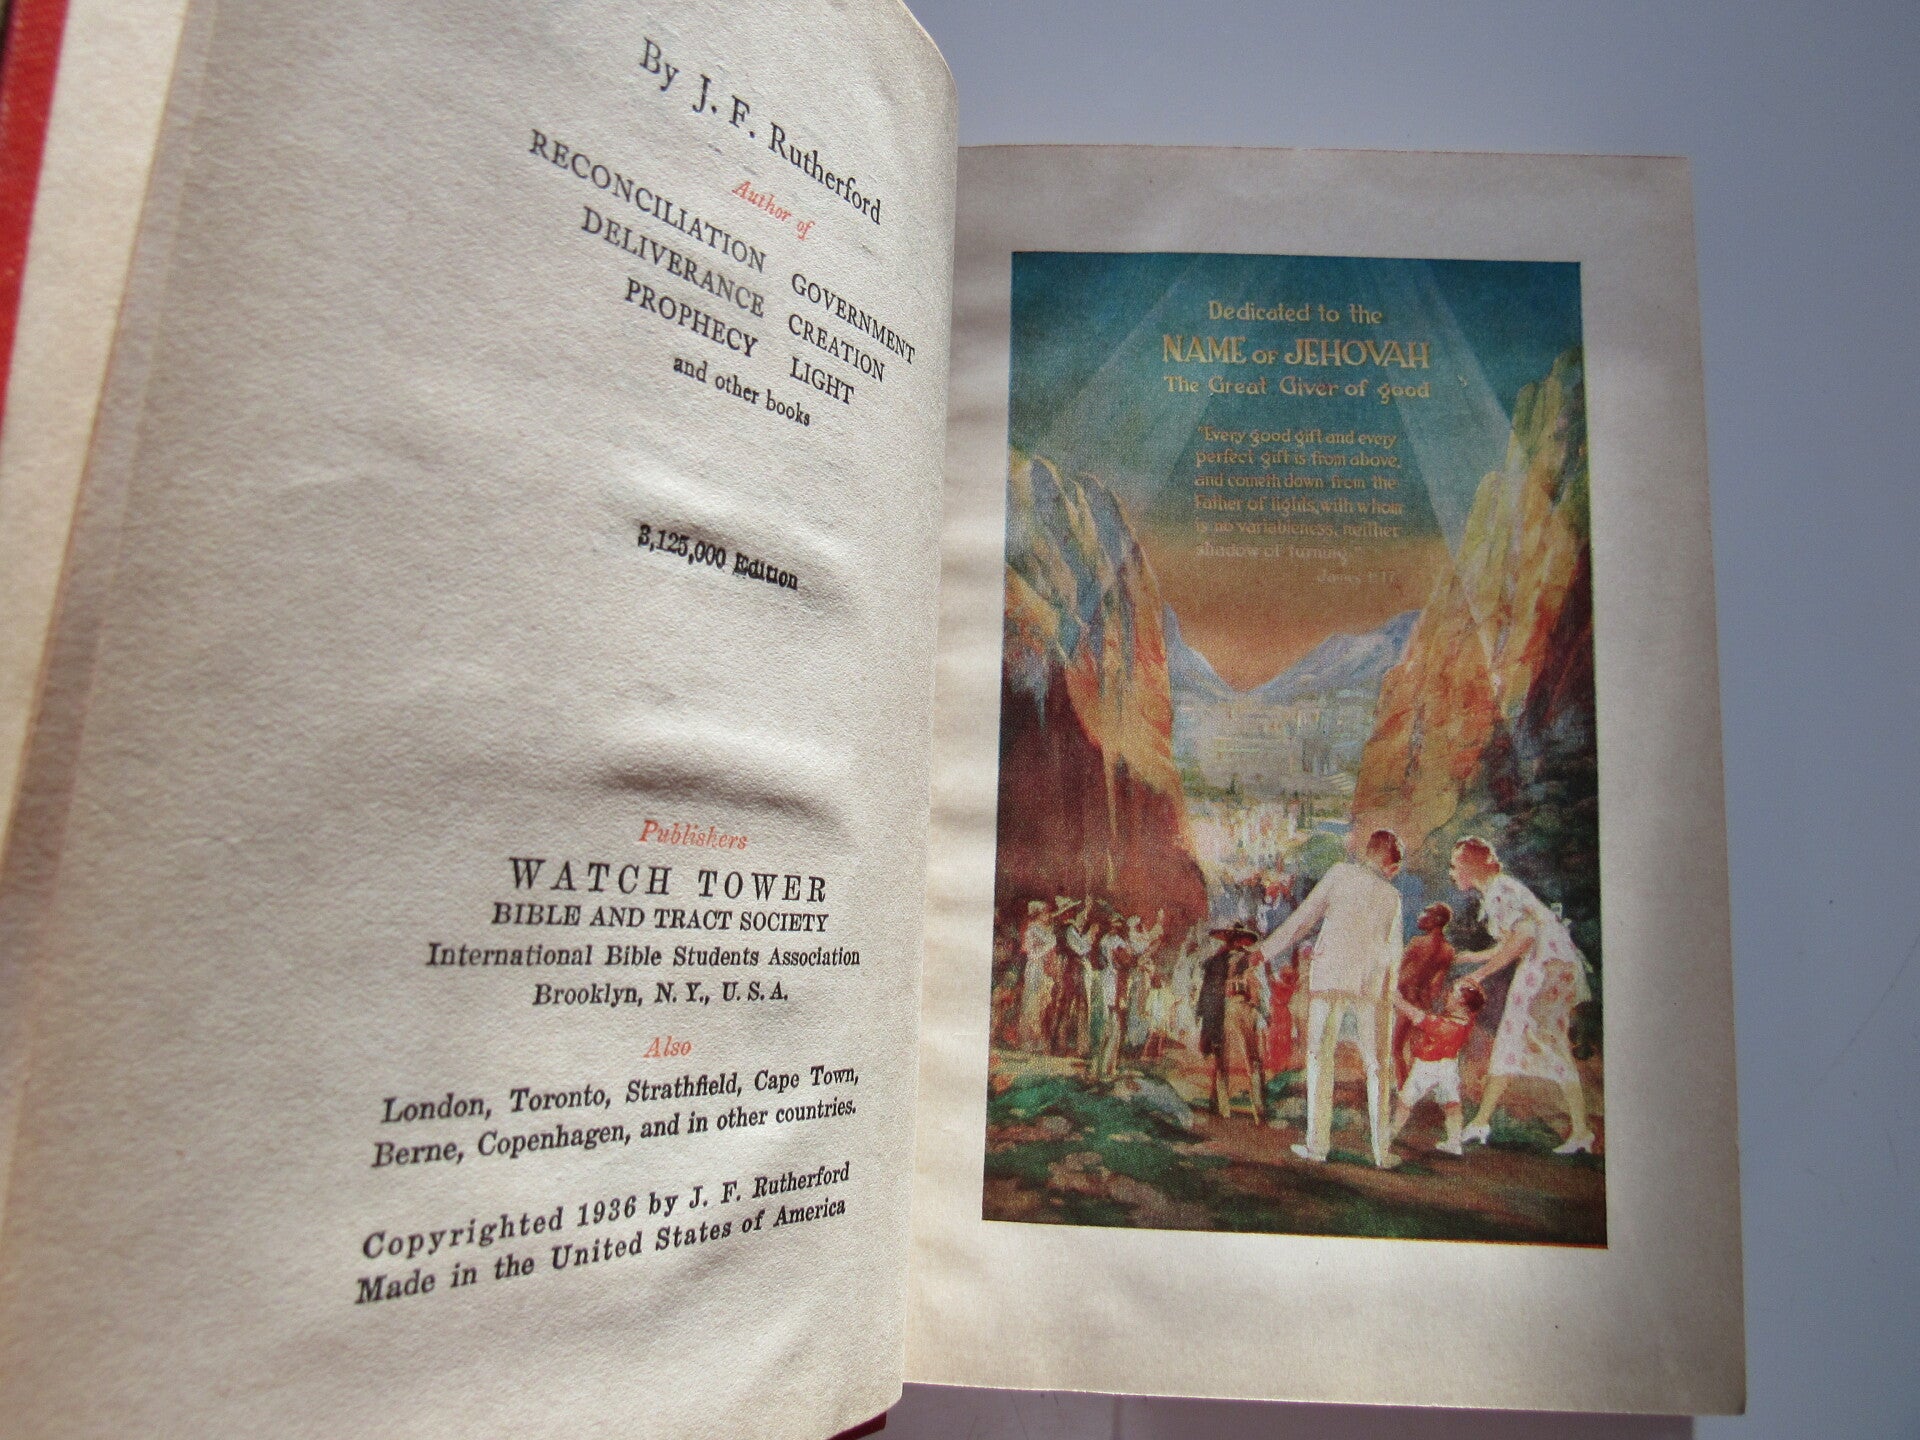 By J. F. Rutherford
Author of
RECONCILIATION GOVERNMENT
DELIVERANCE CREATION
PROPHECY LIGHT
and other books
3,125,000 Edition
Publishers
WATCH TOWER
BIBLE AND TRACT SOCIETY
International Bible Students Association
Brooklyn, N. Y., U. S. A.
Also
London, Toronto, Strathfield, Cape Town,
Berne, Copenhagen, and in other countries.
Copyrighted 1936 by J. F. Rutherford
Made in the United States of America
Dedicated to the
NAME OF JEHOVAH
The Great Giver of good
"Every good gift and every
perfect gift is from above,
and cometh down from the
Father of lights, with whom
is no variableness, neither
shadow of turning."
James 1:17